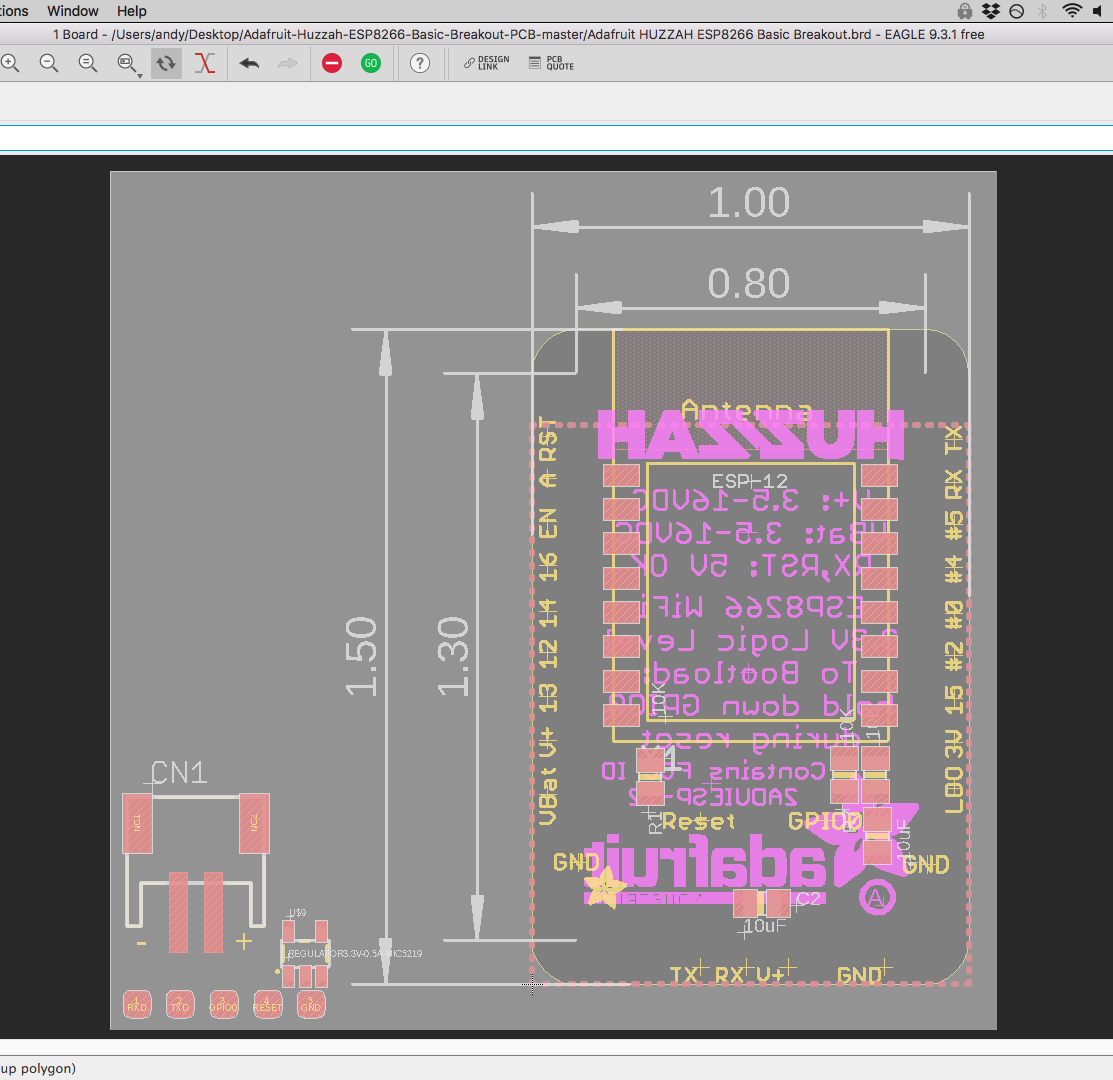 tions Window Help
1 Board - /Users/andy/Desktop/Adafruit-Huzzah-ESP8266-Basic-Breakout-PCB-master/Adafruit HUZZAH ESP8266 Basic Breakout.brd - EAGLE 9.3.1 free
GO ? DESIGN LINK PCB QUOTE
1.00
0.80
Antenna
HUZZAH
ESP-12
V+: 3.5-16VDC
VBat: 3.5-16VDC
RX,RST: 5V OK
ESP8266 WiFi
3.3V Logic Level
To Bootload:
hold down GPIO0
during reset
Contains FCC ID
2ADUIESP-12
1.50
1.30
VBat V+ 13 12 14 16 EN A RST
LDO 3V 15 #2 #0 #4 #5 RX TX
10K
10K
R1
Reset
GPIO0
10uF
adafruit
GND
GND
C2
10uF
TX RX V+ GND
CN1
NC1
NC2
- +
U$9
REGULATOR3.3V-0.5A/MIC5219
1 RXD
2 TXD
3 GPIO0
4 RESET
5 GND
up polygon)